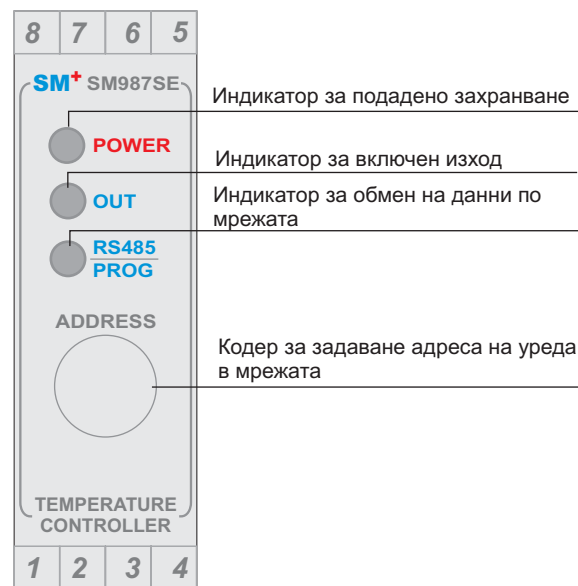 8 7 6 5
SM+ SM987SE
Индикатор за подадено захранване
POWER
Индикатор за включен изход
OUT
Индикатор за обмен на данни по
мрежата
RS485
PROG
ADDRESS
Кодер за задаване адреса на уреда
в мрежата
TEMPERATURE
CONTROLLER
1 2 3 4